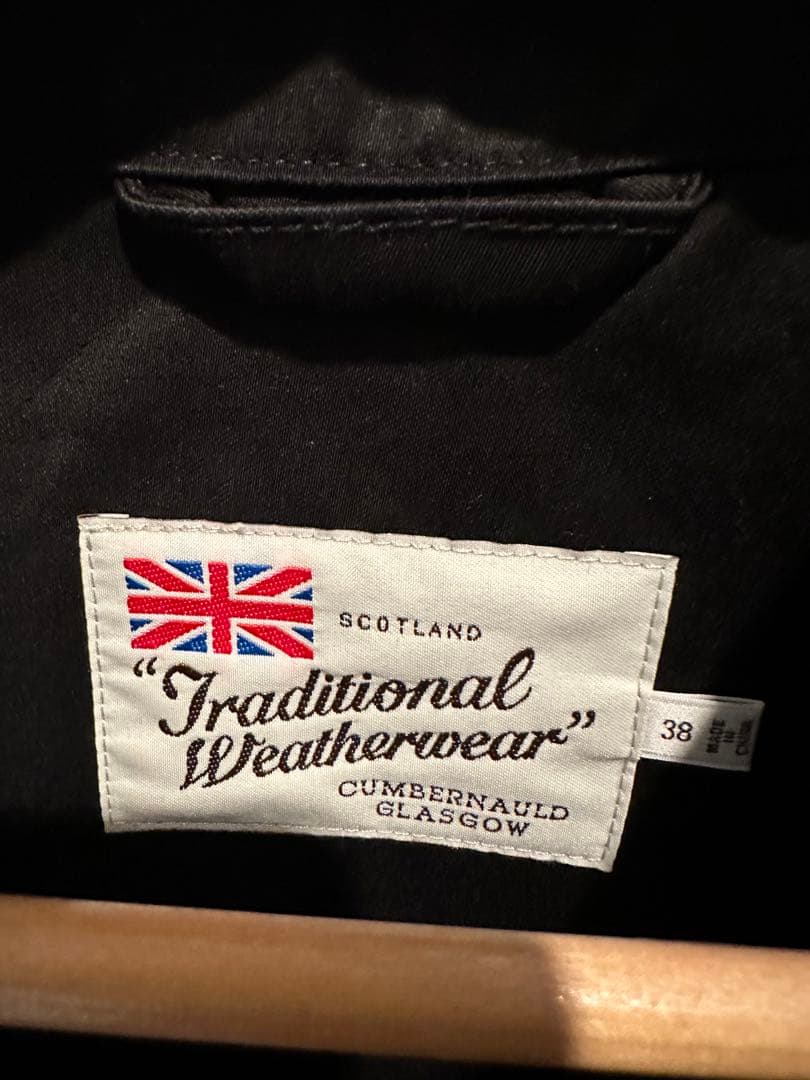 SCOTLAND
"Traditional
Weatherwear"
CUMBERNAULD
GLASGOW
38
MADE
IN
CHINA